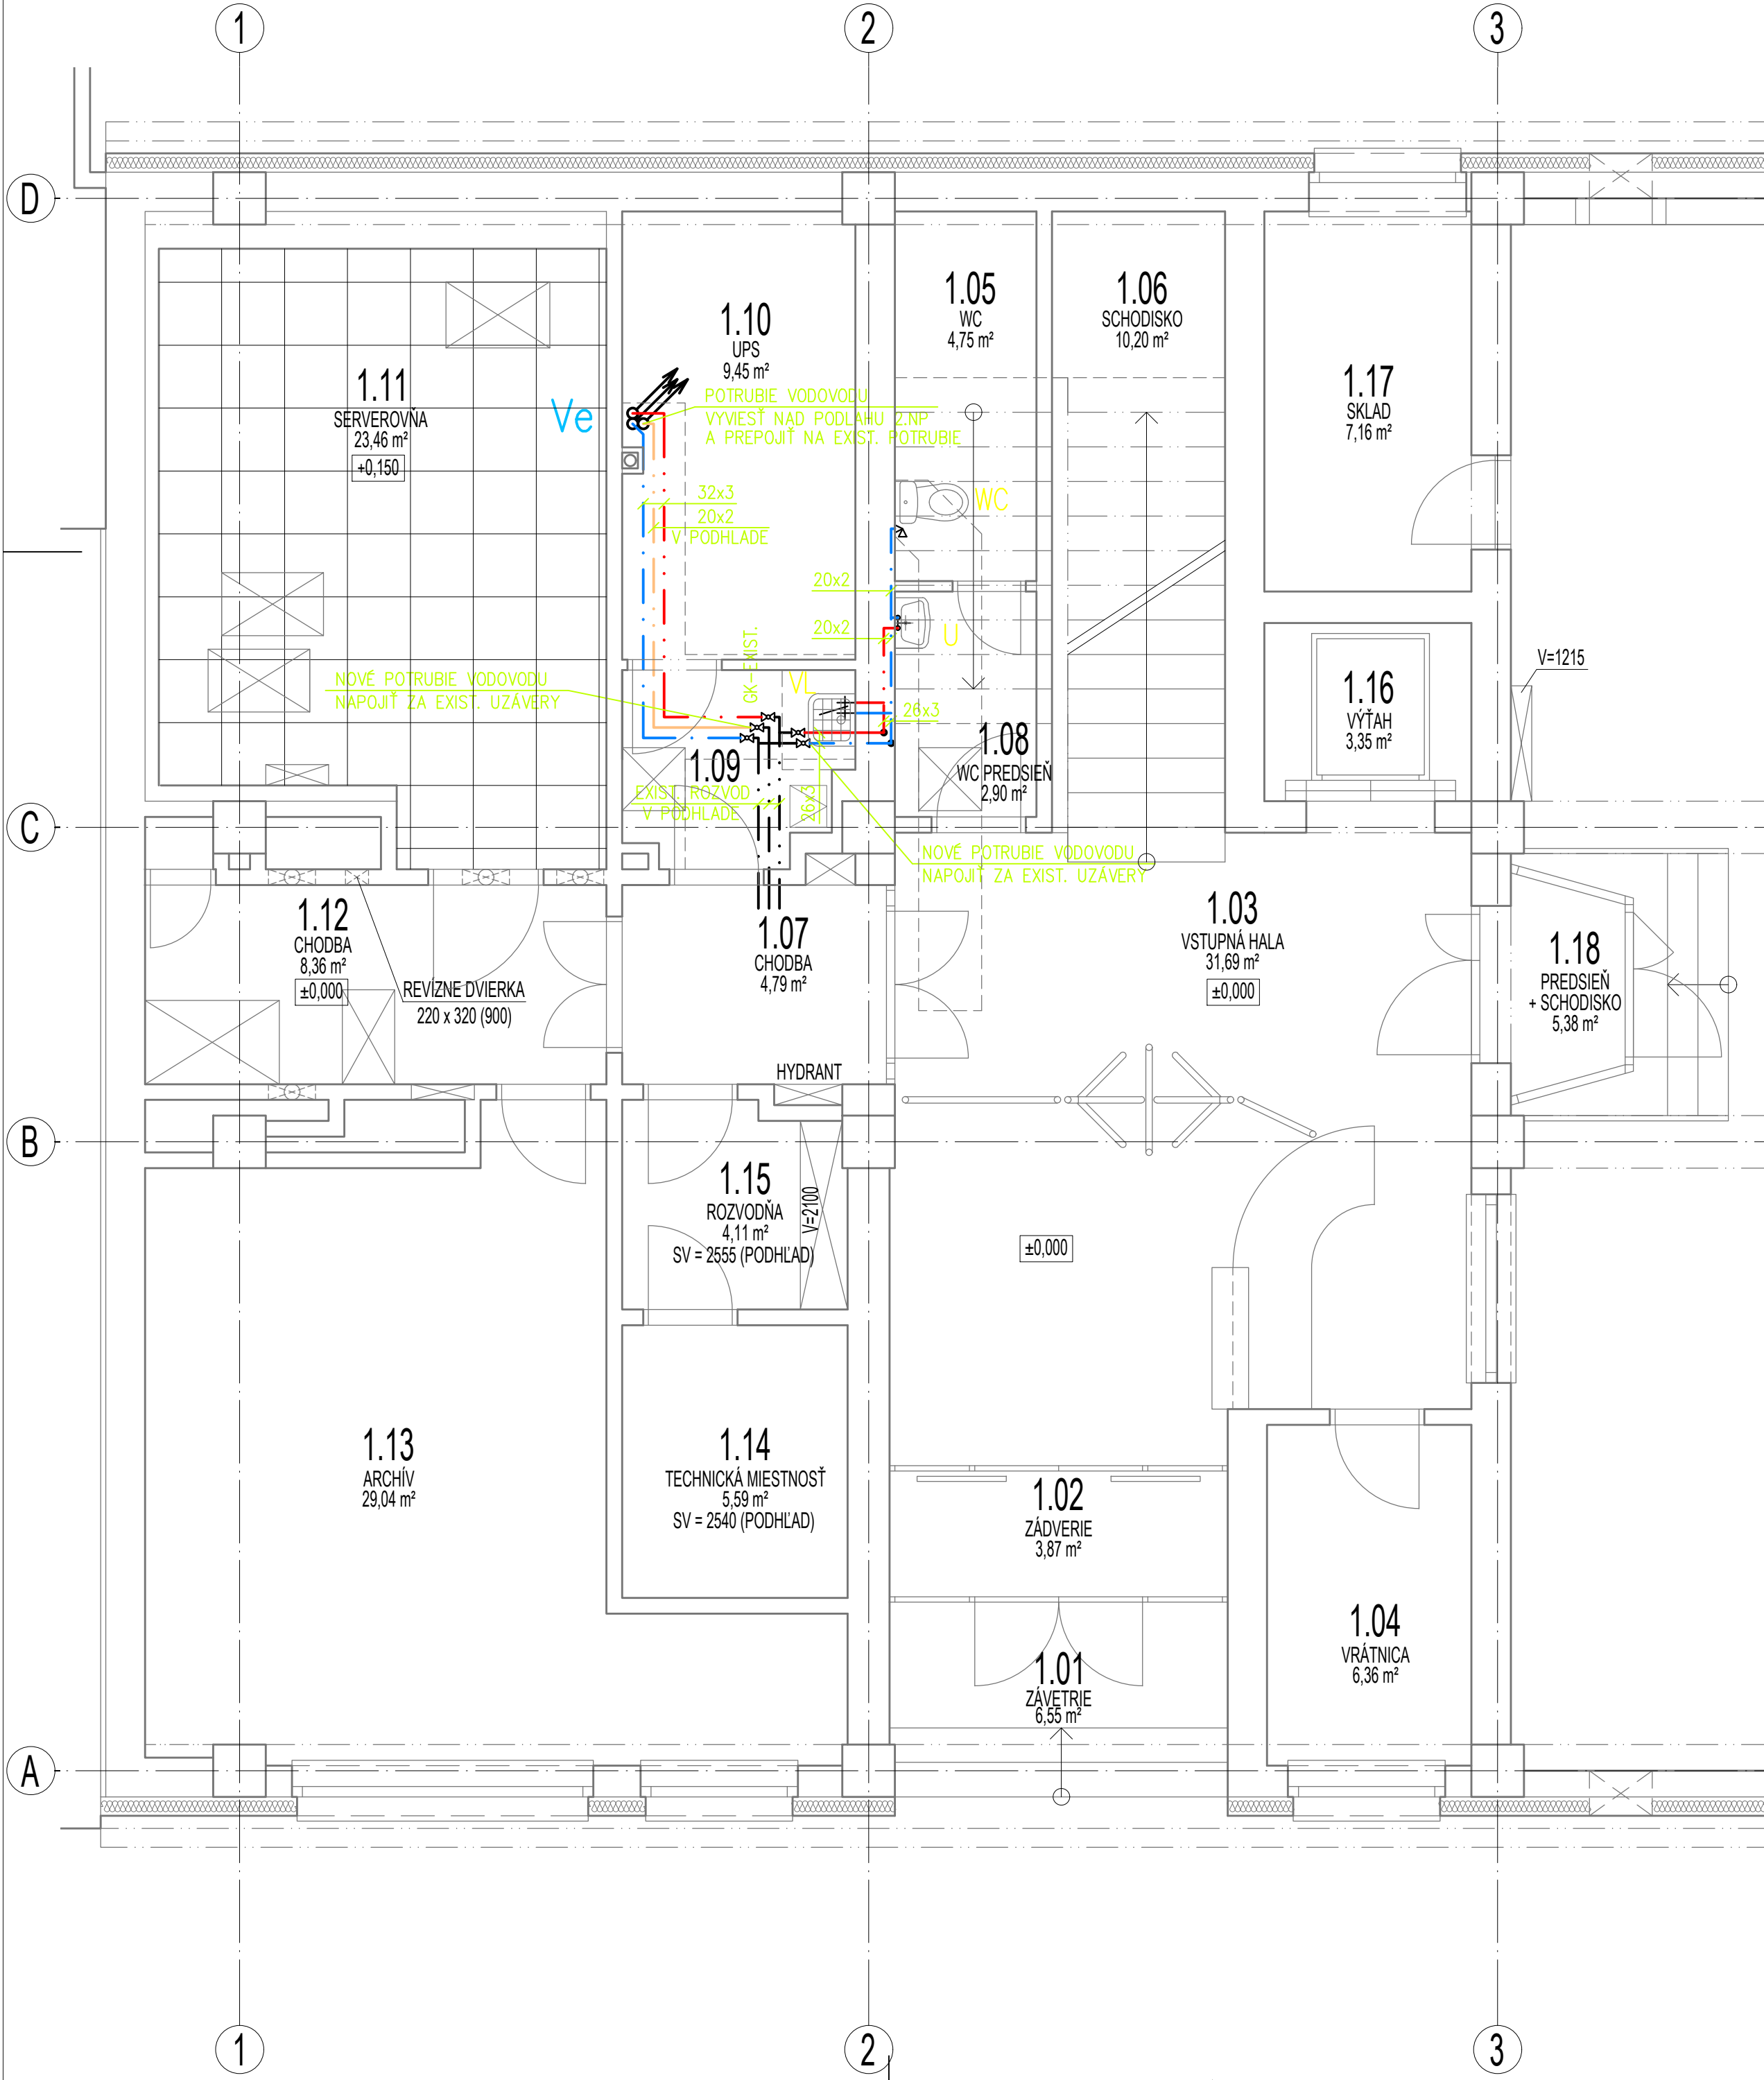 1
2
3
D
1.05
WC
4,75 m²
1.06
SCHODISKO
10,20 m²
1.10
UPS
9,45 m²
1.11
SERVEROVŇA
23,46 m²
+0,150
Ve
POTRUBIE VODOVODU
VYVIESŤ NAD PODLAHU 2.NP
A PREPOJIŤ NA EXIST. POTRUBIE
1.17
SKLAD
7,16 m²
32x3
20x2
V PODHLADE
WC
20x2
20x2
U
GK-EXIST.
VL
NOVÉ POTRUBIE VODOVODU
NAPOJIŤ ZA EXIST. UZÁVERY
26x3
V=1215
1.16
VÝŤAH
3,35 m²
1.08
WC PREDSIEŇ
2,90 m²
1.09
EXIST. ROZVOD
V PODHLADE
26x3
C
NOVÉ POTRUBIE VODOVODU
NAPOJIŤ ZA EXIST. UZÁVERY
1.12
CHODBA
8,36 m²
±0,000
REVÍZNE DVIERKA
220 x 320 (900)
1.07
CHODBA
4,79 m²
1.03
VSTUPNÁ HALA
31,69 m²
±0,000
1.18
PREDSIEŇ
+ SCHODISKO
5,38 m²
HYDRANT
B
1.15
ROZVODŇA
4,11 m²
SV = 2555 (PODHĽAD)
V=2100
±0,000
1.13
ARCHÍV
29,04 m²
1.14
TECHNICKÁ MIESTNOSŤ
5,59 m²
SV = 2540 (PODHĽAD)
1.02
ZÁDVERIE
3,87 m²
1.04
VRÁTNICA
6,36 m²
1.01
ZÁVETRIE
6,55 m²
A
1
2
3